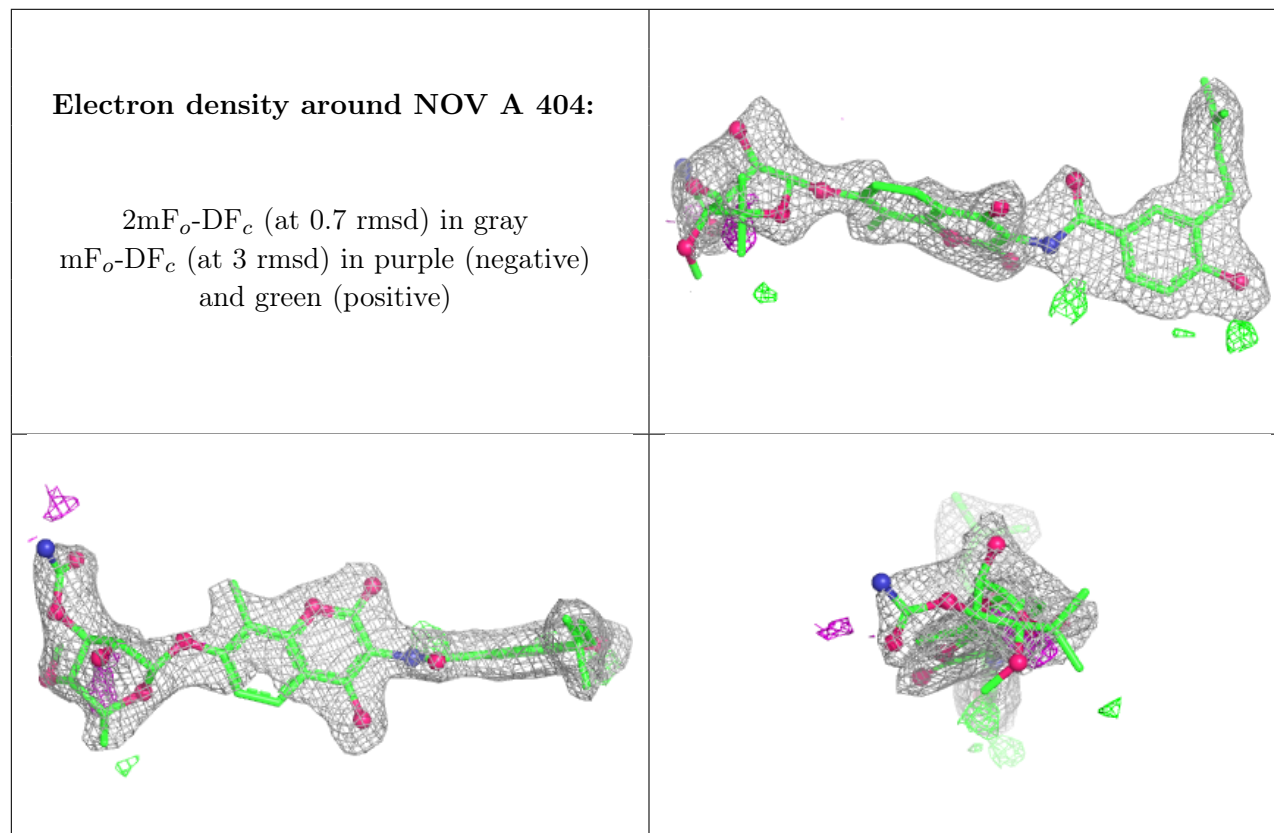 Electron density around NOV A 404:
2mFₒ-DF𝒸 (at 0.7 rmsd) in gray
mFₒ-DF𝒸 (at 3 rmsd) in purple (negative)
and green (positive)